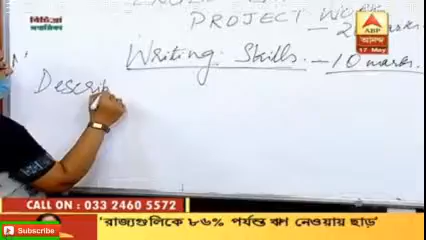 PROJECT WORK
abp
আনন্দ
17 May
Writing Skills – 10 marks
Describ
CALL ON : 033 2460 5572
'রাজ্যগুলিকে ৮৬% পর্যন্ত ঋণ নেওয়ায় ছাড়'
Subscribe